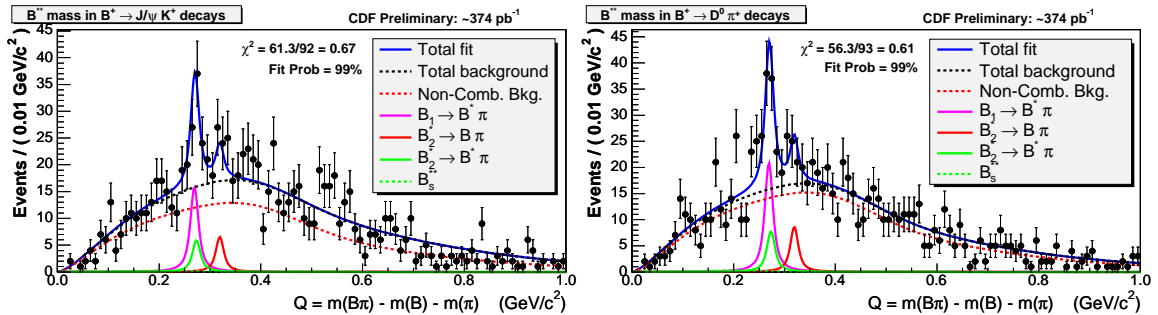 B** mass in B+ → J/ψ K+ decays
CDF Preliminary: ~374 pb-1
Events / ( 0.01 GeV/c2 )
45
40
35
30
25
20
15
10
5
0
χ2 = 61.3/92 = 0.67
Fit Prob = 99%
Total fit
Total background
Non-Comb. Bkg.
B1 → B* π
B2* → B π
B2* → B* π
Bs**
0.0 0.2 0.4 0.6 0.8 1.0
Q = m(Bπ) - m(B) - m(π) (GeV/c2)
B** mass in B+ → D0 π+ decays
CDF Preliminary: ~374 pb-1
Events / ( 0.01 GeV/c2 )
45
40
35
30
25
20
15
10
5
0
χ2 = 56.3/93 = 0.61
Fit Prob = 99%
Total fit
Total background
Non-Comb. Bkg.
B1 → B* π
B2* → B π
B2* → B* π
Bs**
0.0 0.2 0.4 0.6 0.8 1.0
Q = m(Bπ) - m(B) - m(π) (GeV/c2)